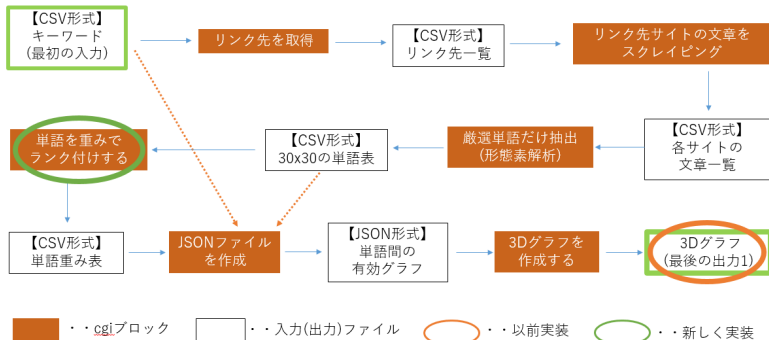 【CSV形式】
キーワード
(最初の入力)
リンク先を取得
【CSV形式】
リンク先一覧
リンク先サイトの文章を
スクレイピング
単語を重みで
ランク付けする
【CSV形式】
30x30の単語表
厳選単語だけ抽出
(形態素解析)
【CSV形式】
各サイトの
文章一覧
【CSV形式】
単語重み表
JSONファイル
を作成
【JSON形式】
単語間の
有効グラフ
3Dグラフを
作成する
3Dグラフ
(最後の出力1)
・・cgiブロック
・・入力(出力)ファイル
・・以前実装
・・新しく実装